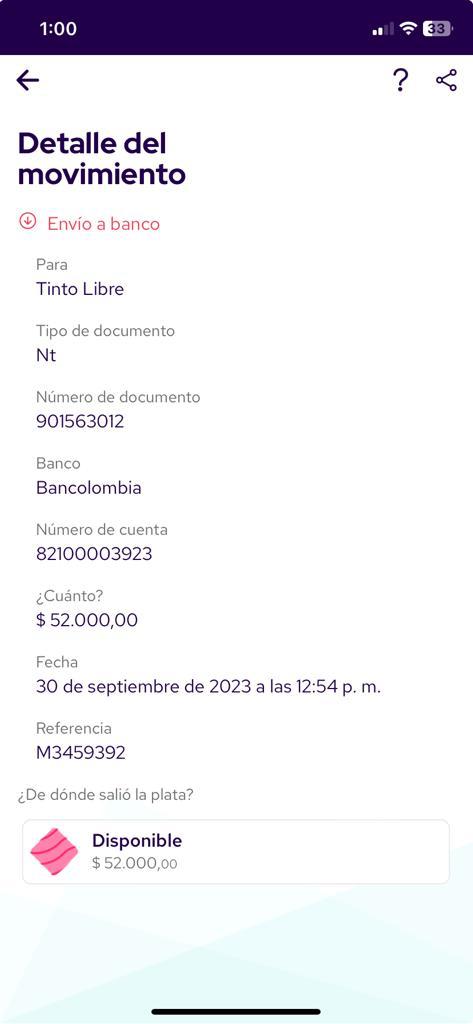 1:00
33
Detalle del
movimiento
Envío a banco
Para
Tinto Libre
Tipo de documento
Nt
Número de documento
901563012
Banco
Bancolombia
Número de cuenta
82100003923
¿Cuánto?
$ 52.000,00
Fecha
30 de septiembre de 2023 a las 12:54 p. m.
Referencia
M3459392
¿De dónde salió la plata?
Disponible
$ 52.000,00